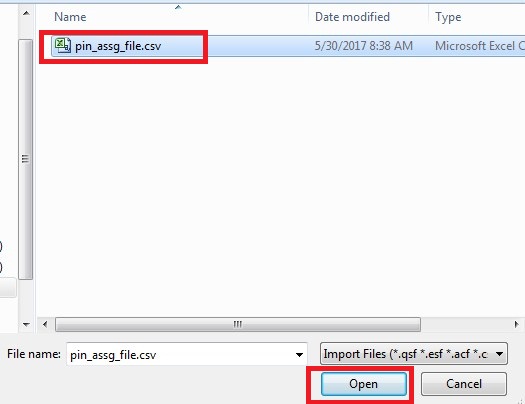 Name Date modified Type
pin_assg_file.csv 5/30/2017 8:38 AM Microsoft Excel C
)
)
File name: pin_assg_file.csv Import Files (*.qsf *.esf *.acf *.c
Open Cancel